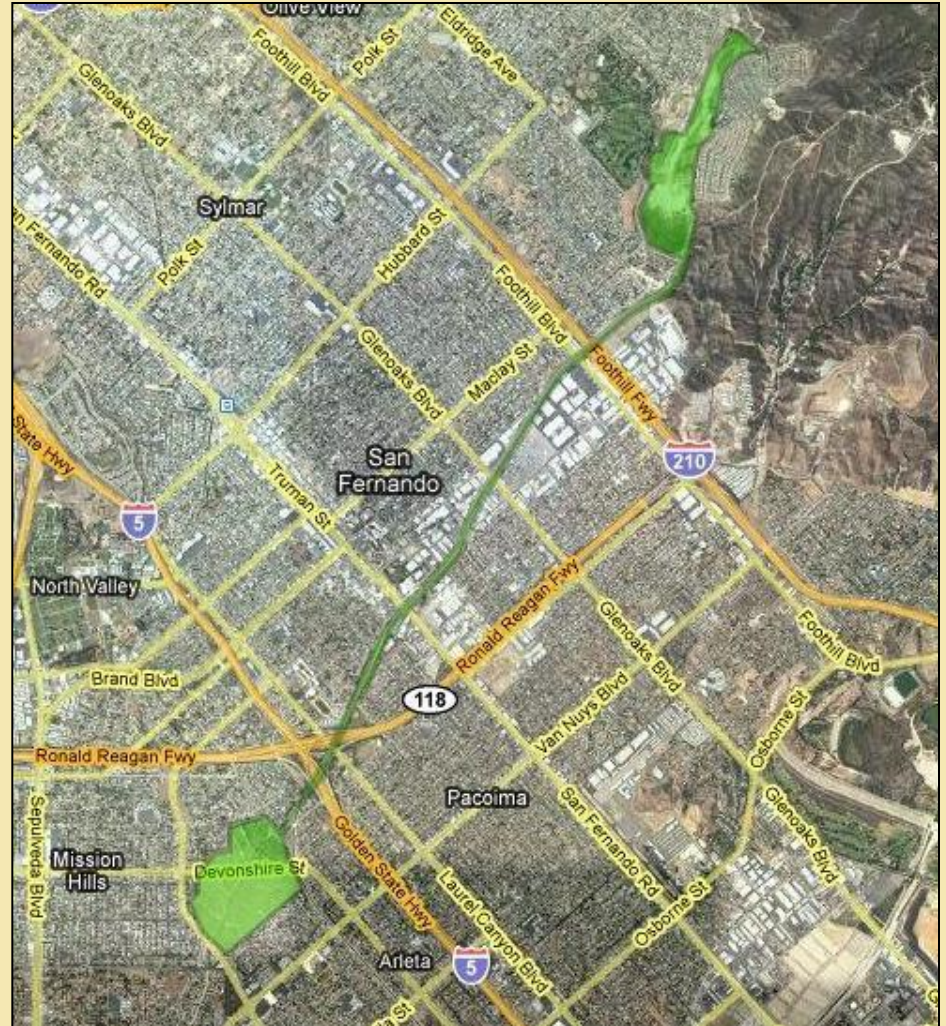 Olive View
Foothill Blvd
Polk St
Eldridge Ave
Glenoaks Blvd
Sylmar
Polk St
Hubbard St
an Fernando Rd
Foothill Blvd
Glenoaks Blvd
Maclay St
Foothill Fwy
State Hwy
210
San
Fernando
Truman St
5
North Valley
Ronald Reagan Fwy
Glenoaks Blvd
Foothill Blvd
Brand Blvd
118
Van Nuys Blvd
Osborne St
Ronald Reagan Fwy
Pacoima
San Fernando Rd
Glenoaks Blvd
Sepulveda Blvd
Mission
Hills
Devonshire St
Golden State Hwy
Laurel Canyon Blvd
Osborne St
Arleta
5
la St
G